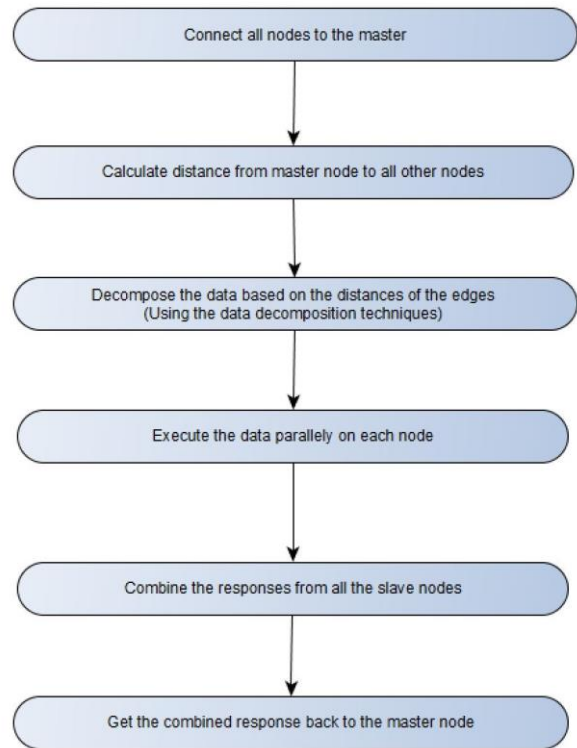 Connect all nodes to the master
Calculate distance from master node to all other nodes
Decompose the data based on the distances of the edges
(Using the data decomposition techniques)
Execute the data parallely on each node
Combine the responses from all the slave nodes
Get the combined response back to the master node